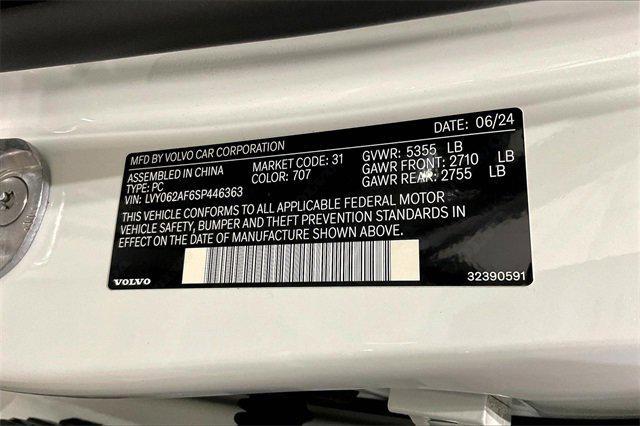 MFD BY VOLVO CAR CORPORATION DATE: 06/24
ASSEMBLED IN CHINA MARKET CODE: 31 GVWR: 5355 LB
TYPE: PC COLOR: 707 GAWR FRONT: 2710 LB
VIN: LVY062AF6SP446363 GAWR REAR: 2755 LB
THIS VEHICLE CONFORMS TO ALL APPLICABLE FEDERAL MOTOR
VEHICLE SAFETY, BUMPER AND THEFT PREVENTION STANDARDS IN
EFFECT ON THE DATE OF MANUFACTURE SHOWN ABOVE.
VOLVO 32390591